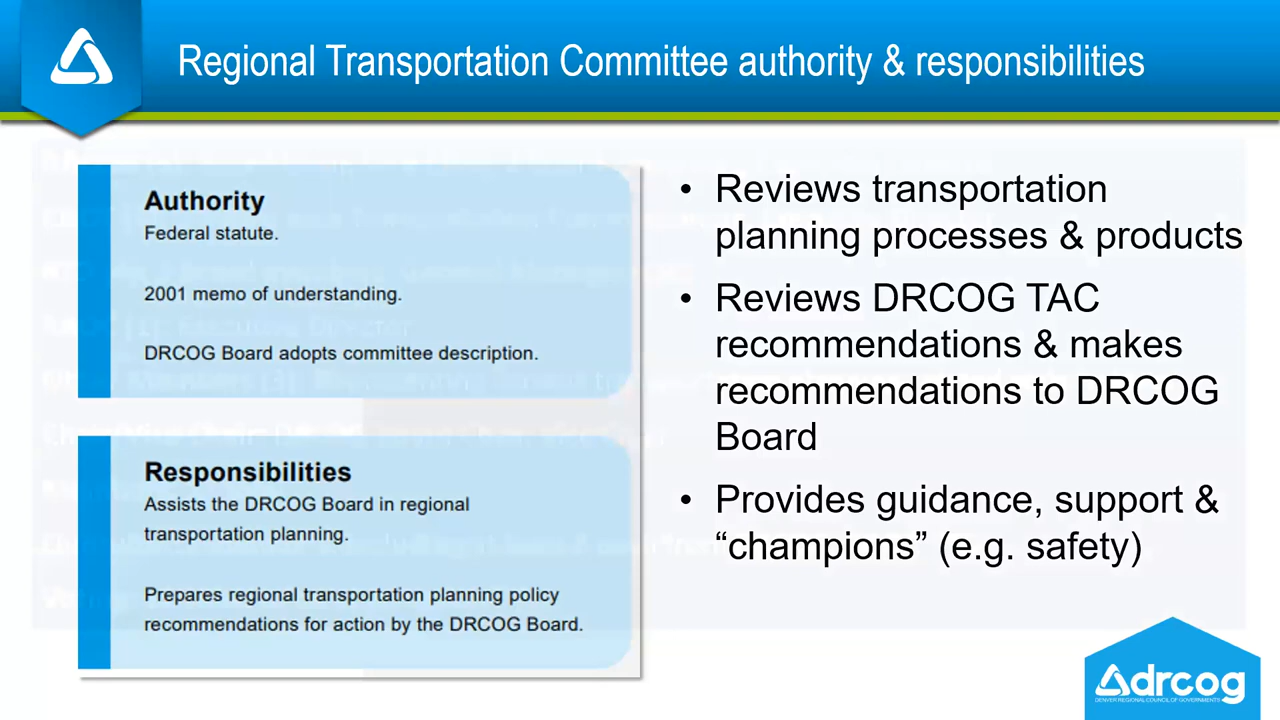 Regional Transportation Committee authority & responsibilities
Authority
Federal statute.
2001 memo of understanding.
DRCOG Board adopts committee description.
Responsibilities
Assists the DRCOG Board in regional
transportation planning.
Prepares regional transportation planning policy
recommendations for action by the DRCOG Board.
• Reviews transportation
planning processes & products
• Reviews DRCOG TAC
recommendations & makes
recommendations to DRCOG
Board
• Provides guidance, support &
“champions” (e.g. safety)
drcog
DENVER REGIONAL COUNCIL OF GOVERNMENTS